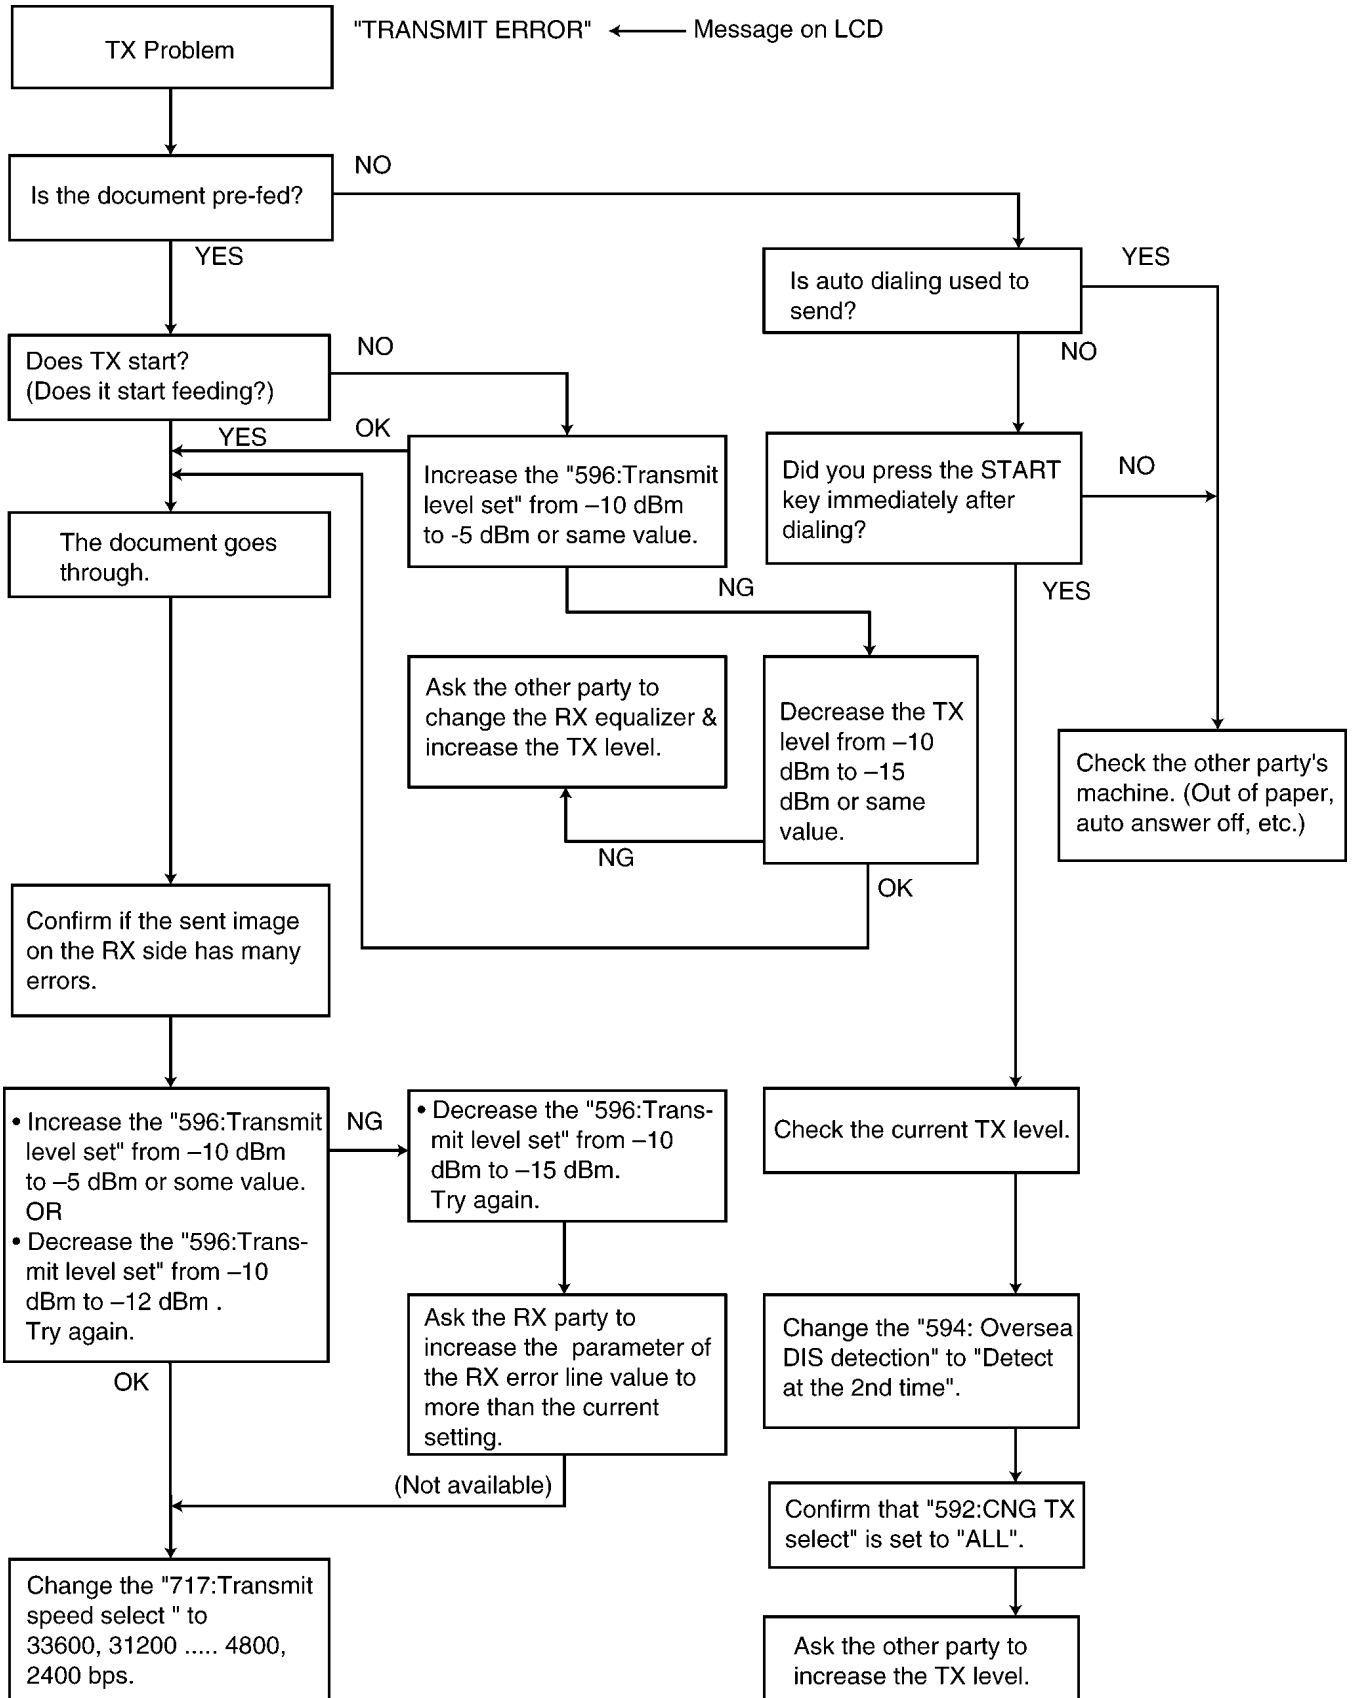 "TRANSMIT ERROR" ← Message on LCD
TX Problem
NO
Is the document pre-fed?
YES
Is auto dialing used to
send?
YES
NO
Does TX start?
(Does it start feeding?)
NO
YES
OK
Increase the "596:Transmit
level set" from –10 dBm
to -5 dBm or same value.
NG
Did you press the START
key immediately after
dialing?
NO
YES
The document goes
through.
Ask the other party to
change the RX equalizer &
increase the TX level.
Decrease the TX
level from –10
dBm to –15
dBm or same
value.
NG
OK
Check the other party's
machine. (Out of paper,
auto answer off, etc.)
Confirm if the sent image
on the RX side has many
errors.
• Increase the "596:Transmit
level set" from –10 dBm
to –5 dBm or some value.
OR
• Decrease the "596:Trans-
mit level set" from –10
dBm to –12 dBm .
Try again.
NG
OK
• Decrease the "596:Trans-
mit level set" from –10
dBm to –15 dBm.
Try again.
Ask the RX party to
increase the parameter of
the RX error line value to
more than the current
setting.
(Not available)
Change the "717:Transmit
speed select " to
33600, 31200 ..... 4800,
2400 bps.
Check the current TX level.
Change the "594: Oversea
DIS detection" to "Detect
at the 2nd time".
Confirm that "592:CNG TX
select" is set to "ALL".
Ask the other party to
increase the TX level.